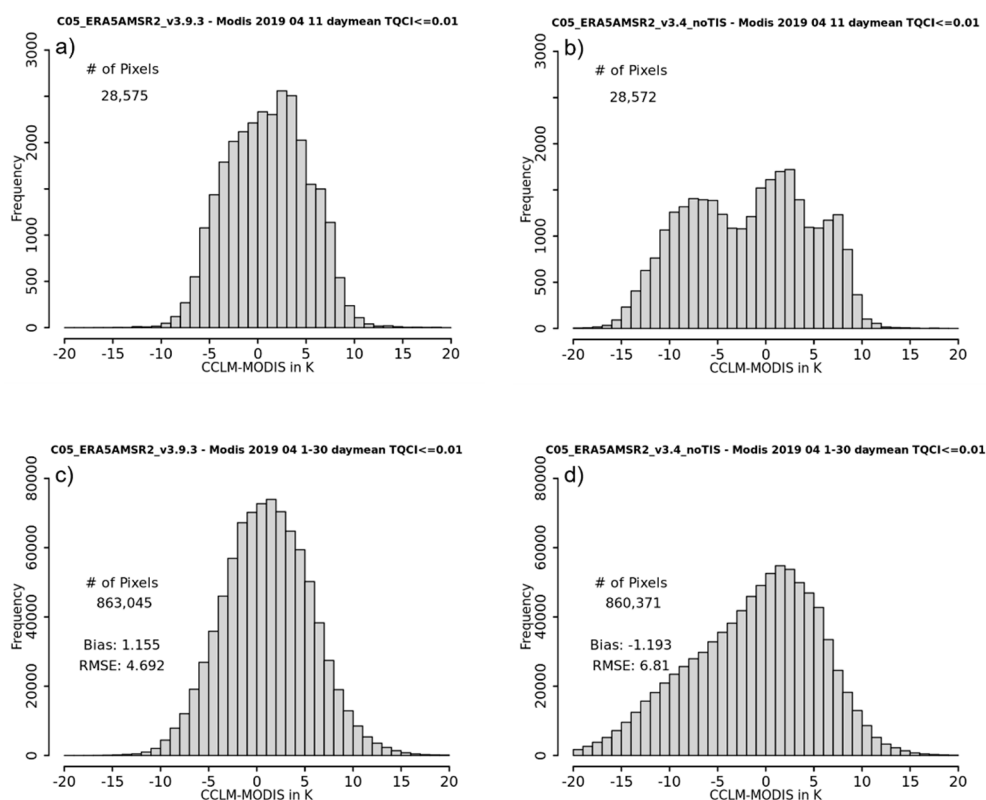 C05_ERA5AMSR2_v3.9.3 - Modis 2019 04 11 daymean TQCI<=0.01
a)
# of Pixels
28,575
Frequency
0
500
1000
2000
3000
-20 -15 -10 -5 0 5 10 15 20
CCLM-MODIS in K
C05_ERA5AMSR2_v3.4_noTIS - Modis 2019 04 11 daymean TQCI<=0.01
b)
# of Pixels
28,572
Frequency
0
500
1000
2000
3000
-20 -15 -10 -5 0 5 10 15 20
CCLM-MODIS in K
C05_ERA5AMSR2_v3.9.3 - Modis 2019 04 1-30 daymean TQCI<=0.01
c)
# of Pixels
863,045
Bias: 1.155
RMSE: 4.692
Frequency
0
20000
40000
60000
80000
-20 -15 -10 -5 0 5 10 15 20
CCLM-MODIS in K
C05_ERA5AMSR2_v3.4_noTIS - Modis 2019 04 1-30 daymean TQCI<=0.01
d)
# of Pixels
860,371
Bias: -1.193
RMSE: 6.81
Frequency
0
20000
40000
60000
80000
-20 -15 -10 -5 0 5 10 15 20
CCLM-MODIS in K